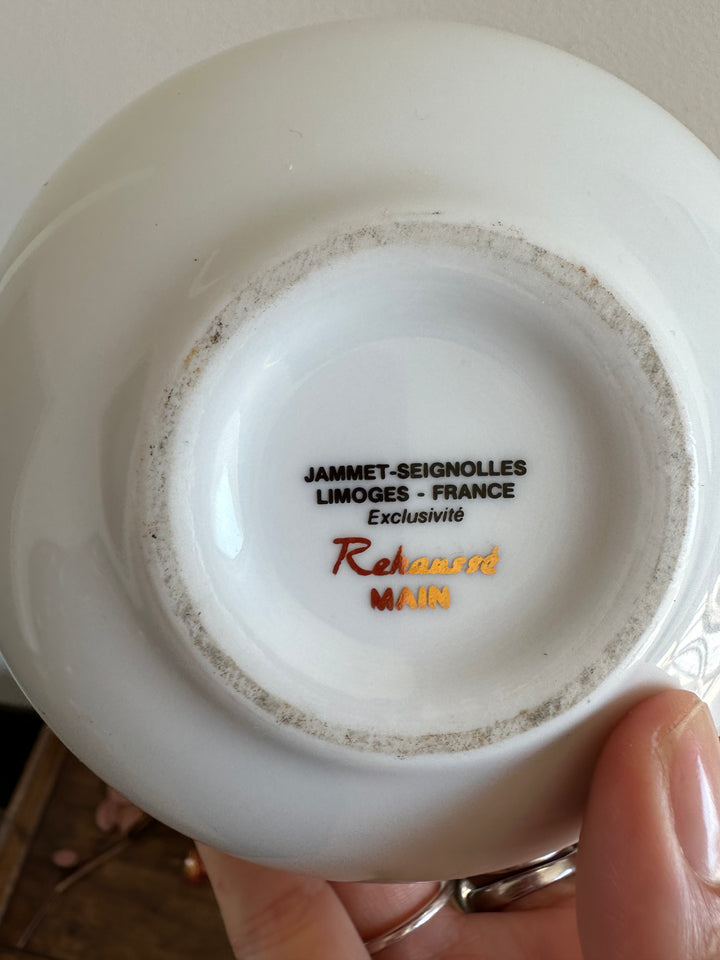 JAMMET-SEIGNOLLES
LIMOGES - FRANCE
Exclusivité
Rehaussé
MAIN